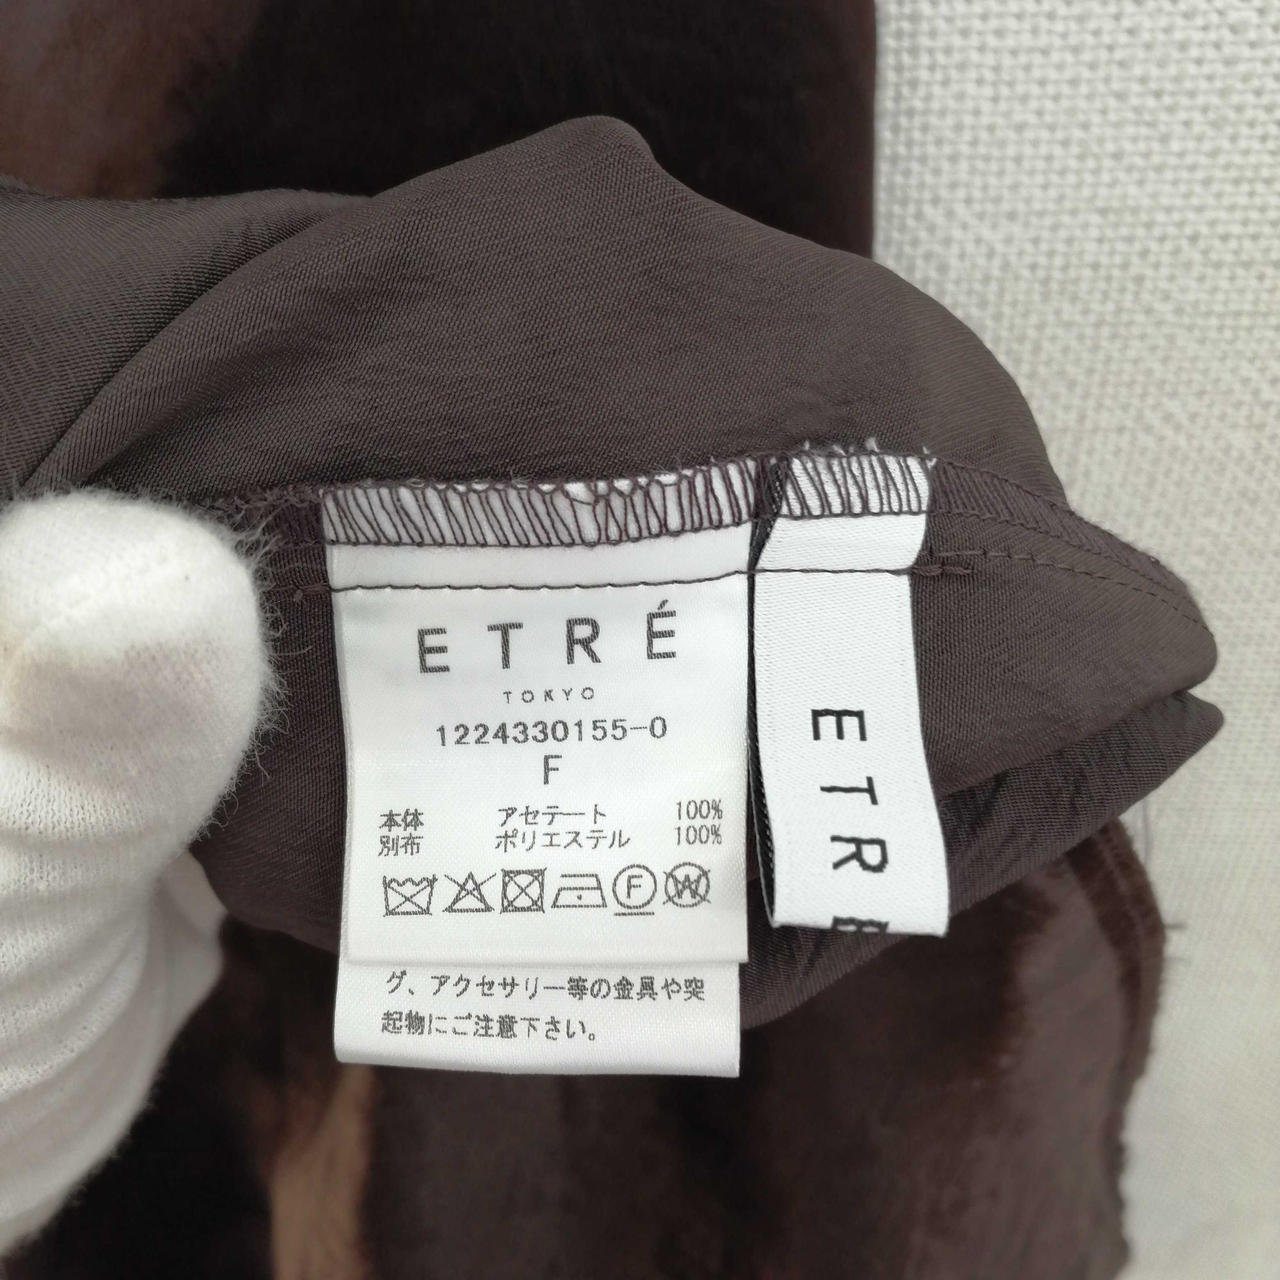 ETRÉ
TOKYO
1224330155-0
F
本体 アセテート 100%
別布 ポリエステル 100%
F
W
グ、アクセサリー等の金具や突
起物にご注意下さい。
ETRÉ